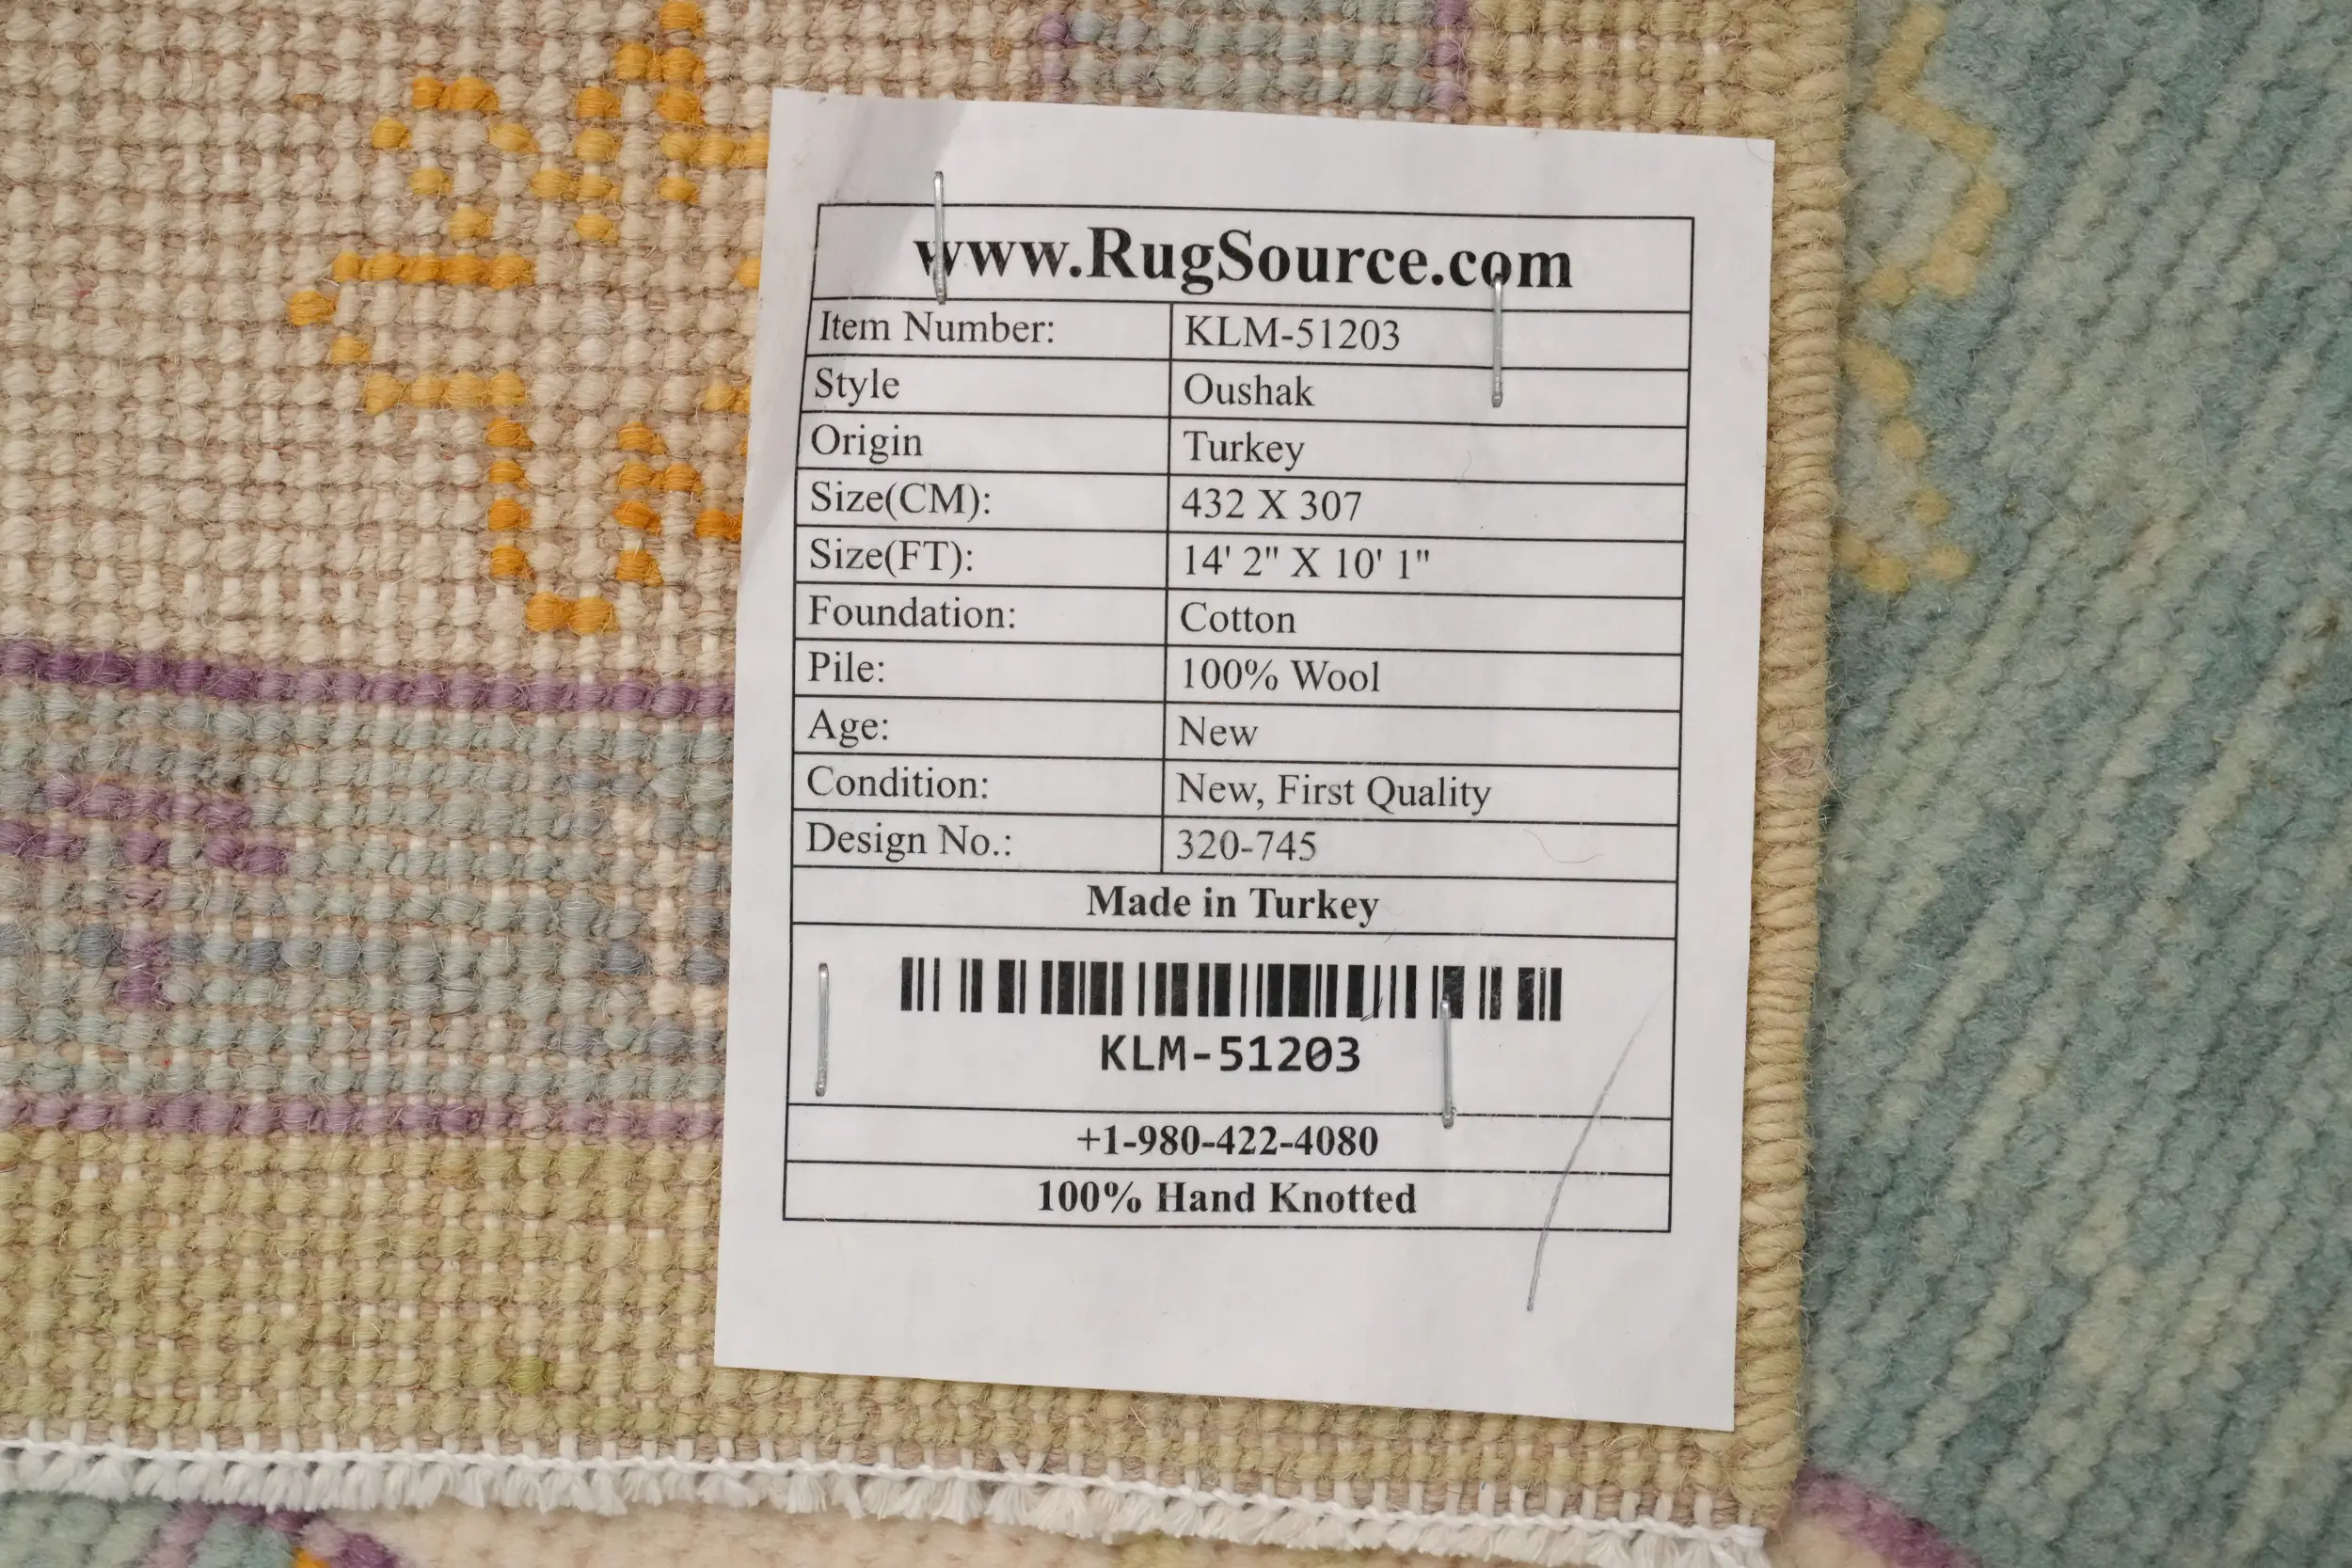 www.RugSource.com
Item Number: KLM-51203
Style Oushak
Origin Turkey
Size(CM): 432 X 307
Size(FT): 14' 2" X 10' 1"
Foundation: Cotton
Pile: 100% Wool
Age: New
Condition: New, First Quality
Design No.: 320-745
Made in Turkey
KLM-51203
+1-980-422-4080
100% Hand Knotted